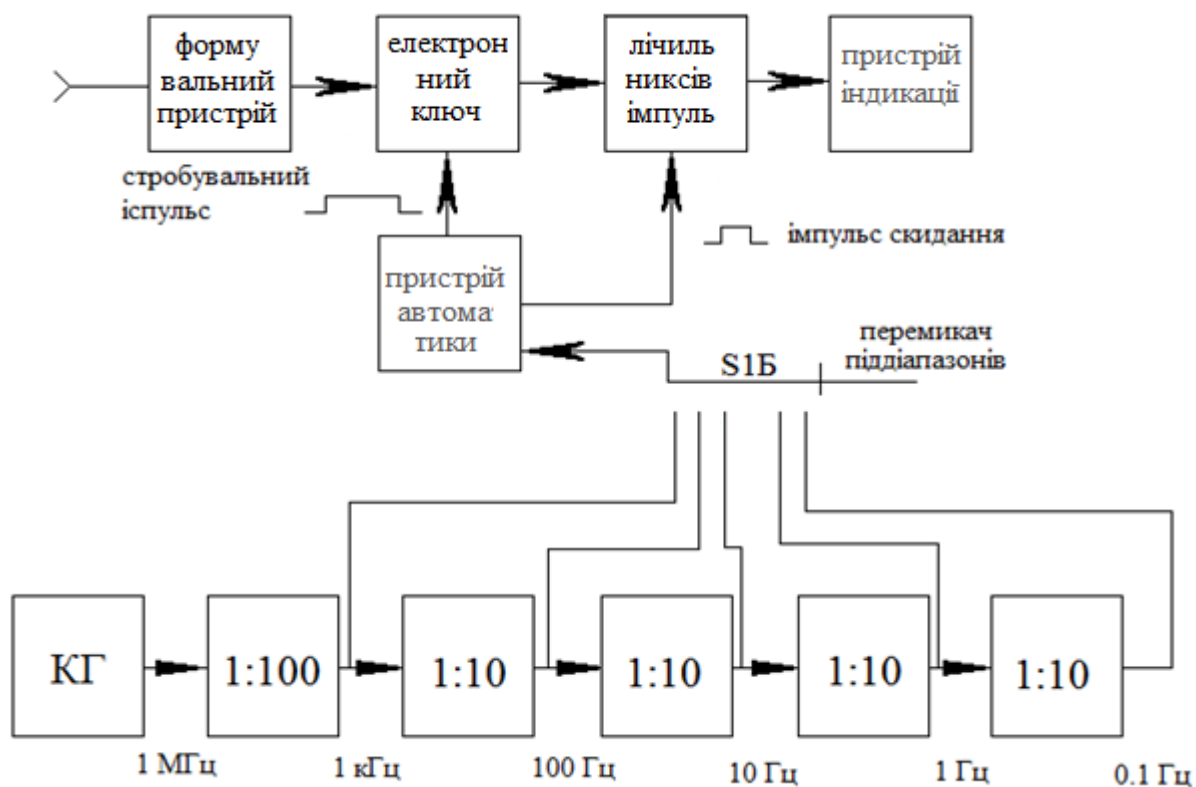 форму
вальний
пристрій
електрон
ний
ключ
лічиль
никсів
імпуль
пристрій
індикації
стробувальний
іспульс
імпульс скидання
пристрій
автома
тики
перемикач
піддіапазонів
S1Б
КГ
1:100
1:10
1:10
1:10
1:10
1 МГц
1 кГц
100 Гц
10 Гц
1 Гц
0.1 Гц